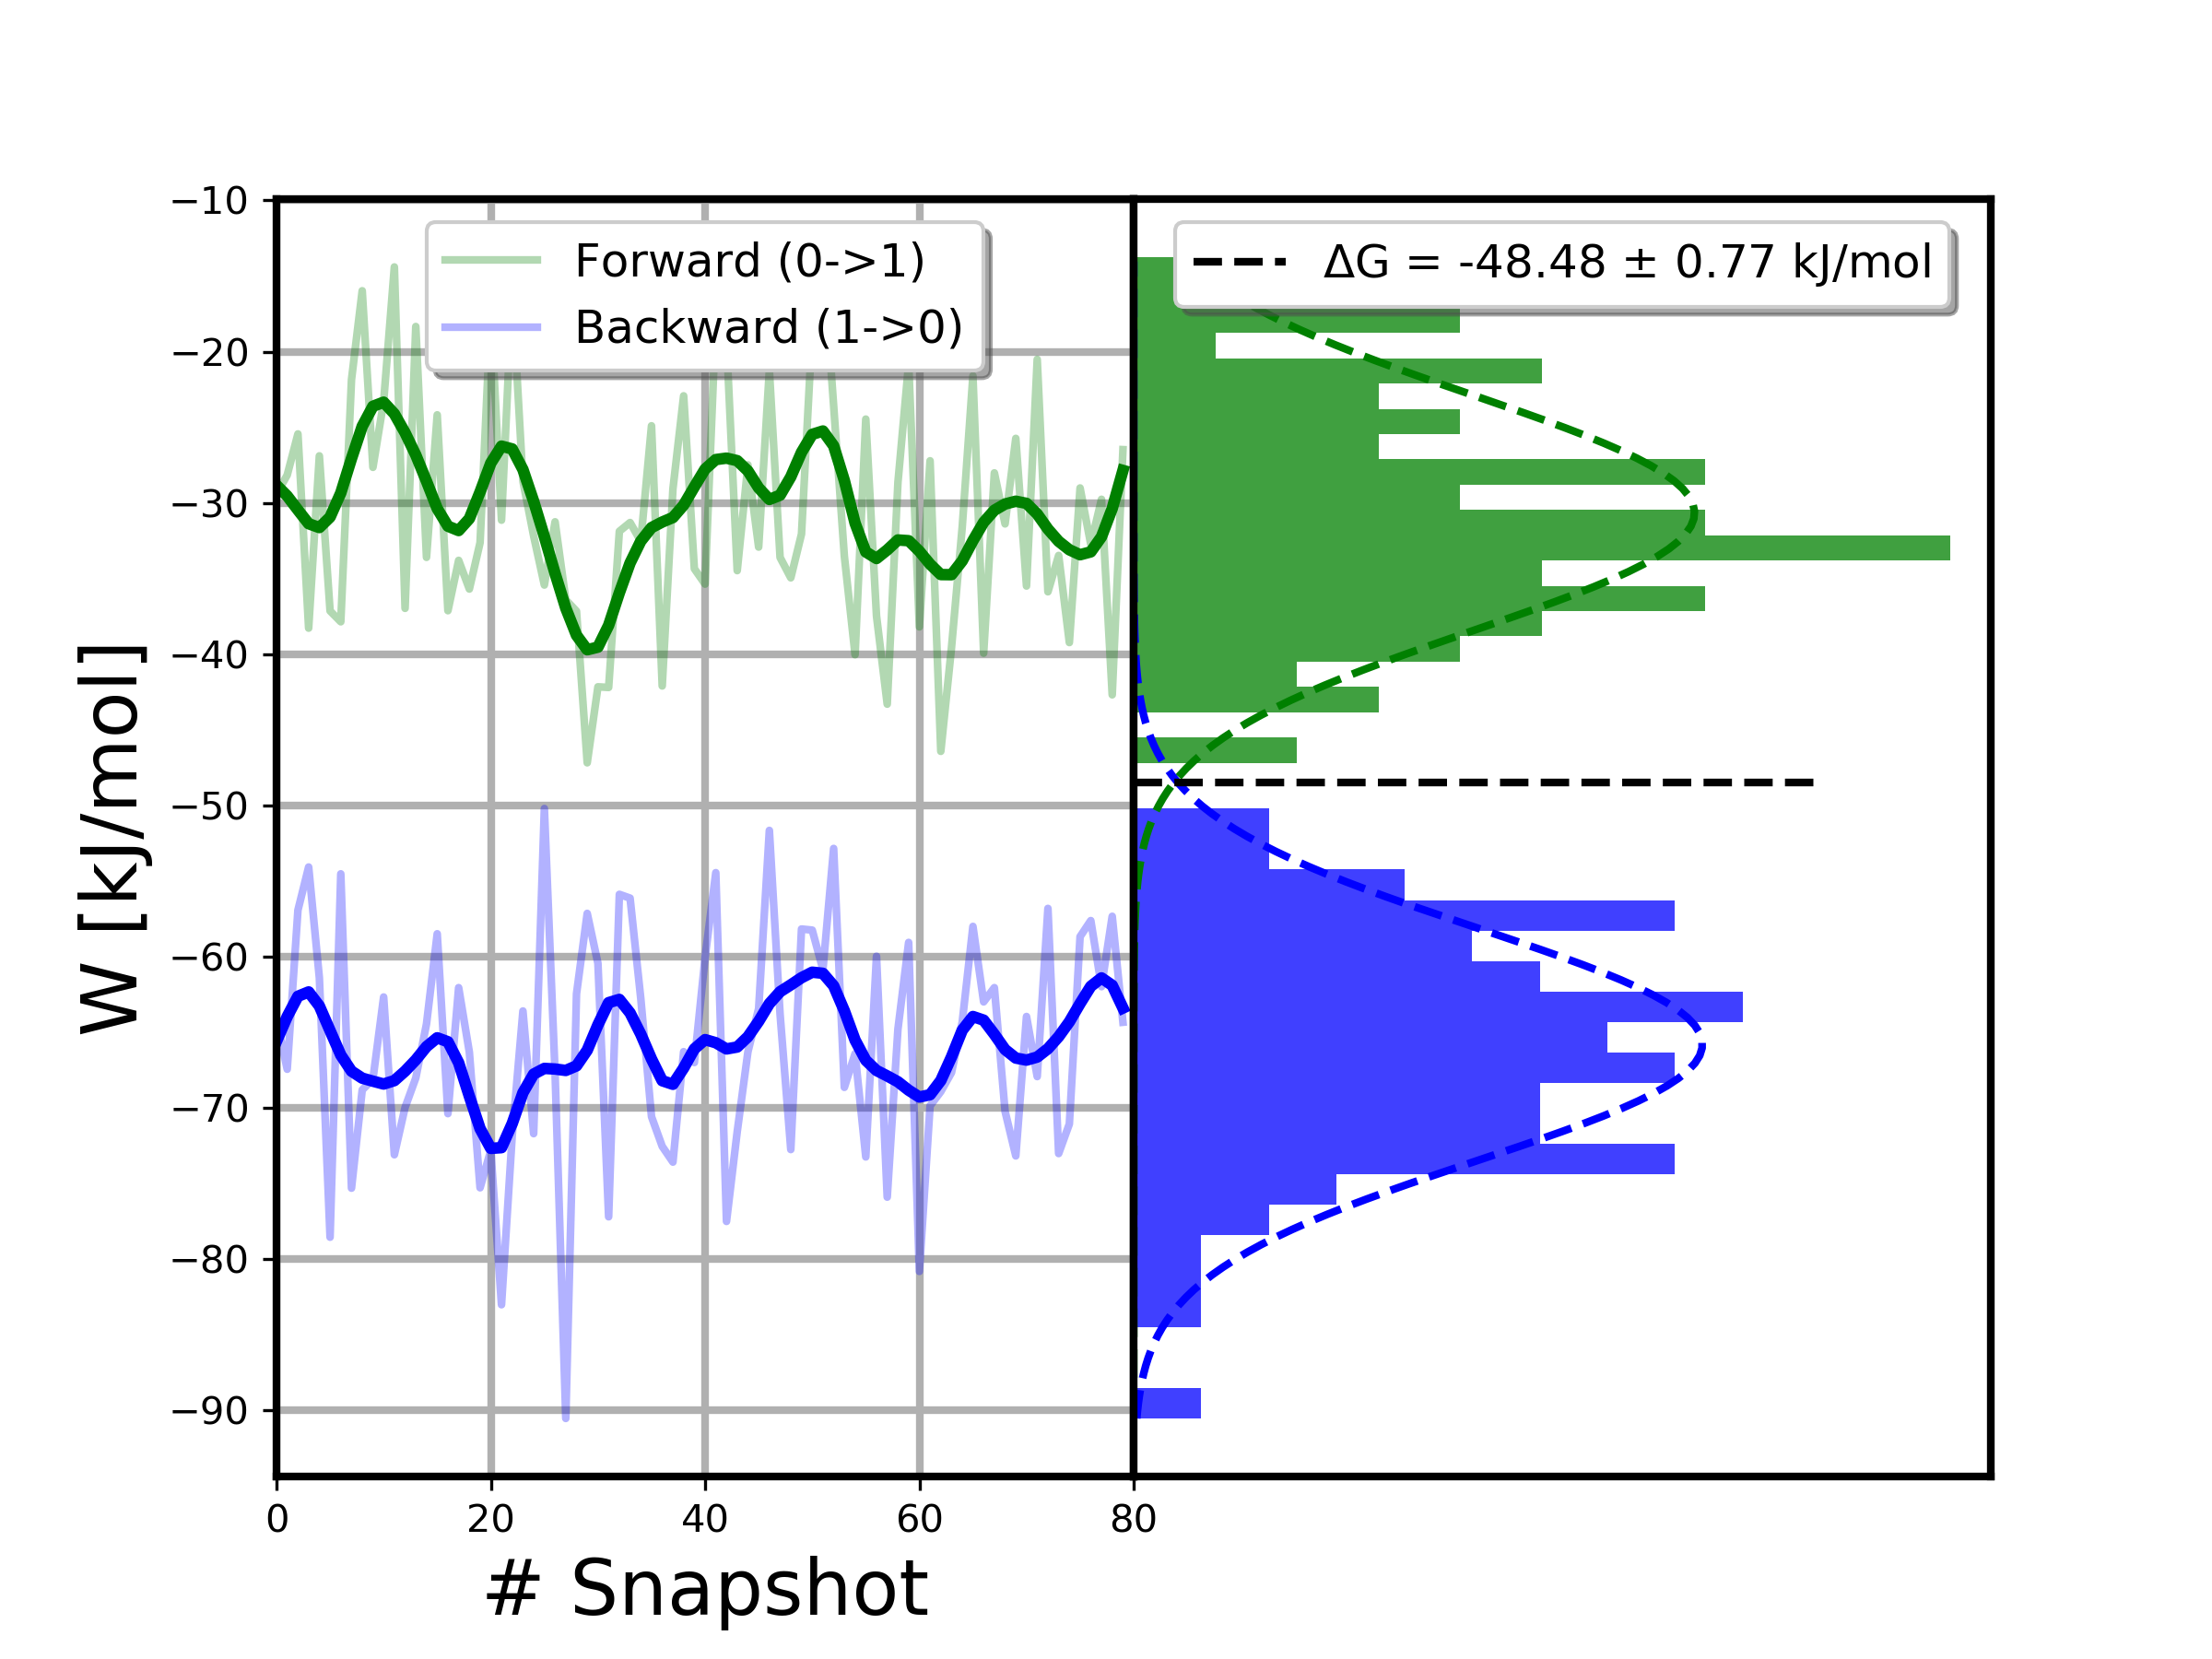 W [kJ/mol]
−10
−20
−30
−40
−50
−60
−70
−80
−90
Forward (0->1)
Backward (1->0)
ΔG = -48.48 ± 0.77 kJ/mol
0 20 40 60 80
# Snapshot